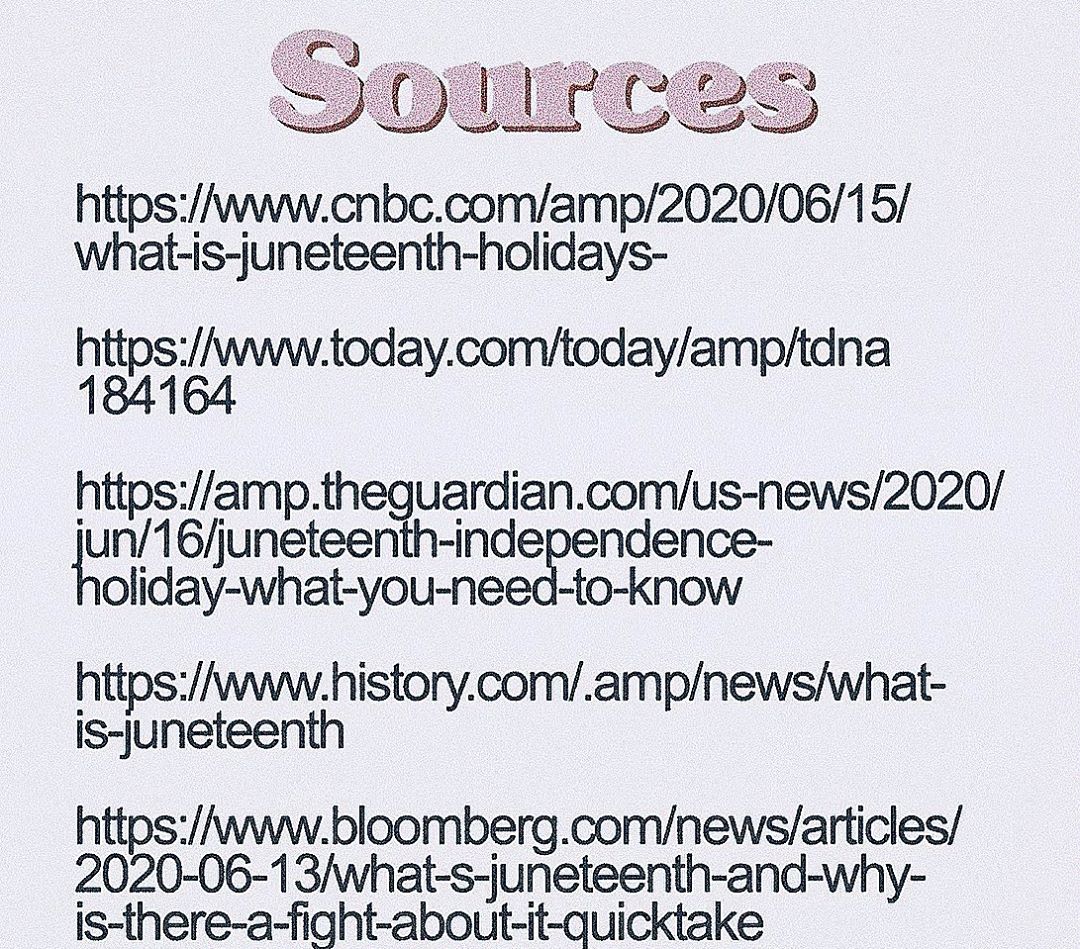 Sources
https://www.cnbc.com/amp/2020/06/15/
what-is-juneteenth-holidays-
https://www.today.com/today/amp/tdna
184164
https://amp.theguardian.com/us-news/2020/
jun/16/juneteenth-independence-
holiday-what-you-need-to-know
https://www.history.com/.amp/news/what-
is-juneteenth
https://www.bloomberg.com/news/articles/
2020-06-13/what-s-juneteenth-and-why-
is-there-a-fight-about-it-quicktake